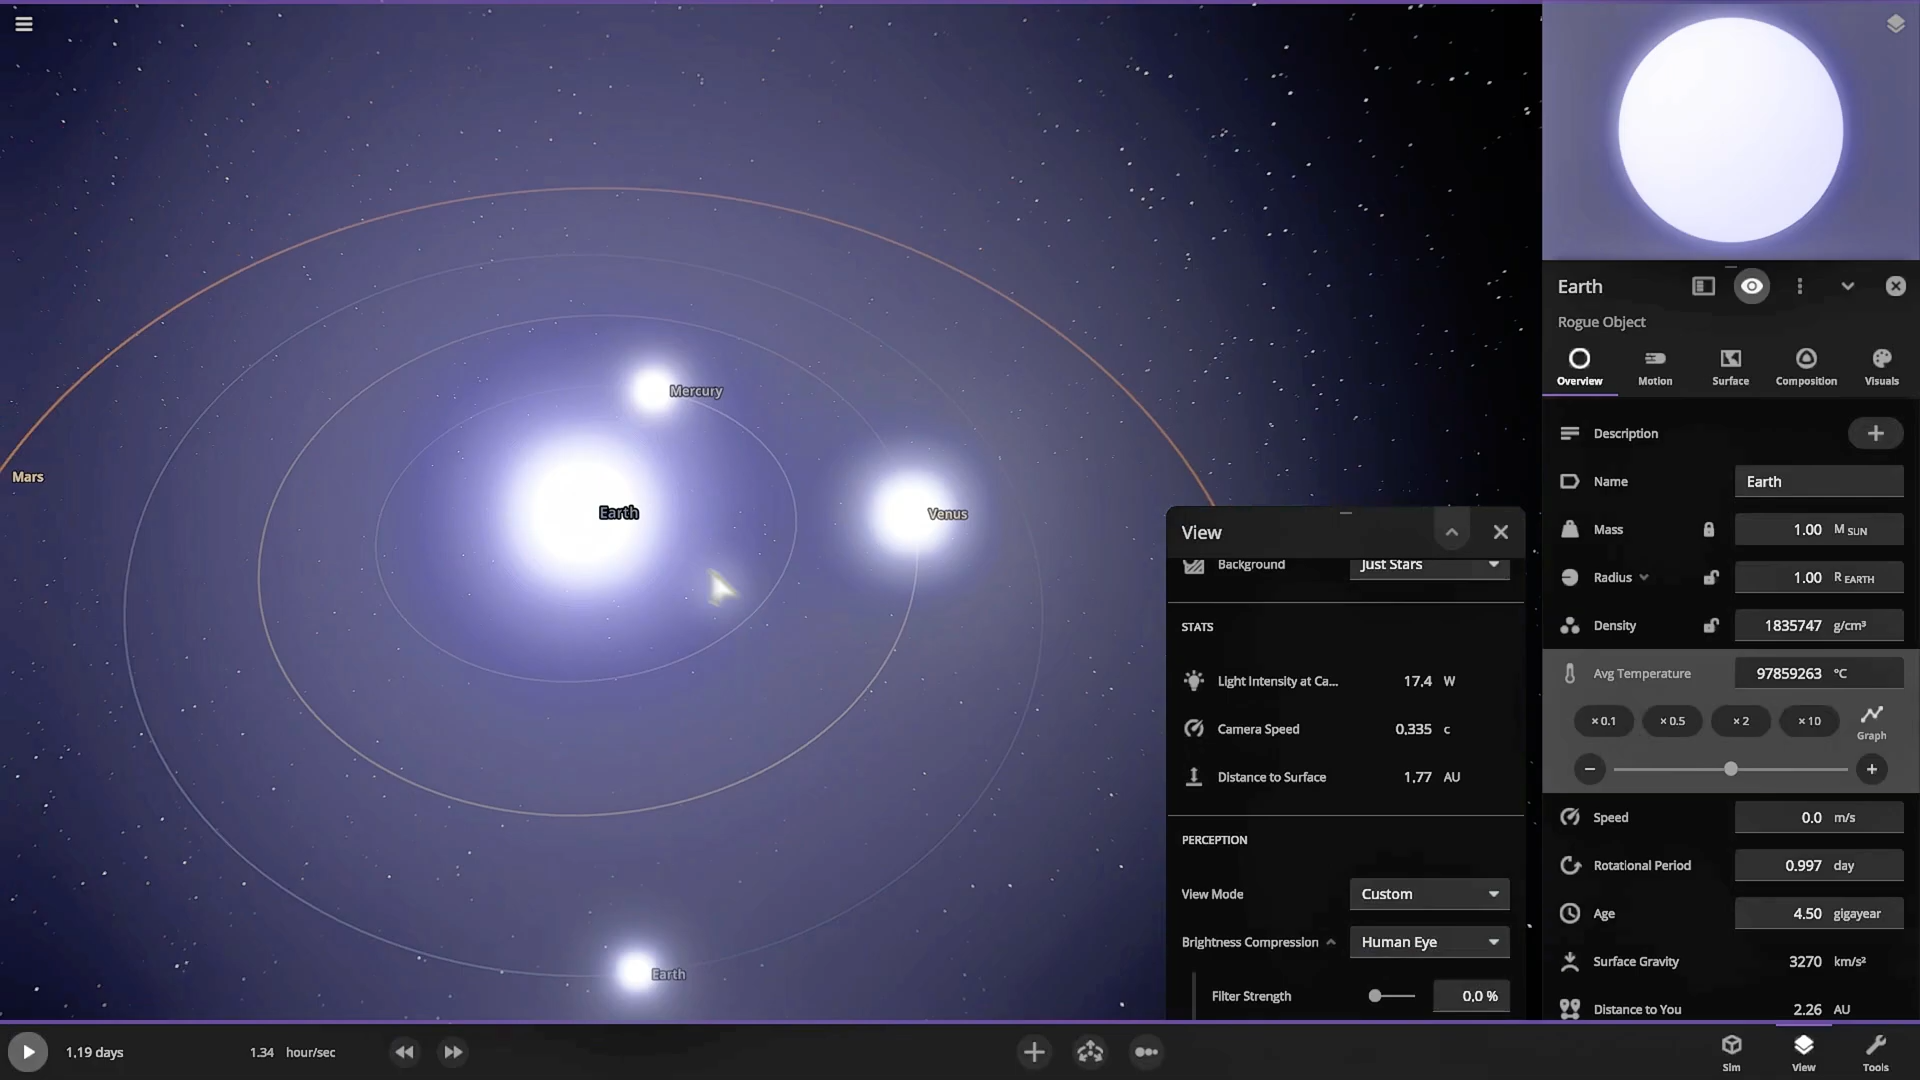 Mercury
Mars
Earth
Venus
Earth
View
Background
Just Stars
STATS
Light Intensity at Ca...
17,4 W
Camera Speed
0,335 c
Distance to Surface
1,77 AU
PERCEPTION
View Mode
Custom
Brightness Compression
Human Eye
Filter Strength
0,0 %
Earth
Rogue Object
Overview
Motion
Surface
Composition
Visuals
Description
Name
Earth
Mass
1.00 M SUN
Radius
1.00 R EARTH
Density
1835747 g/cm³
Avg Temperature
97859263 °C
× 0.1
× 0.5
× 2
× 10
Graph
Speed
0.0 m/s
Rotational Period
0.997 day
Age
4.50 gigayear
Surface Gravity
3270 km/s²
Distance to You
2.26 AU
1,19 days
1.34 hour/sec
Sim
View
Tools